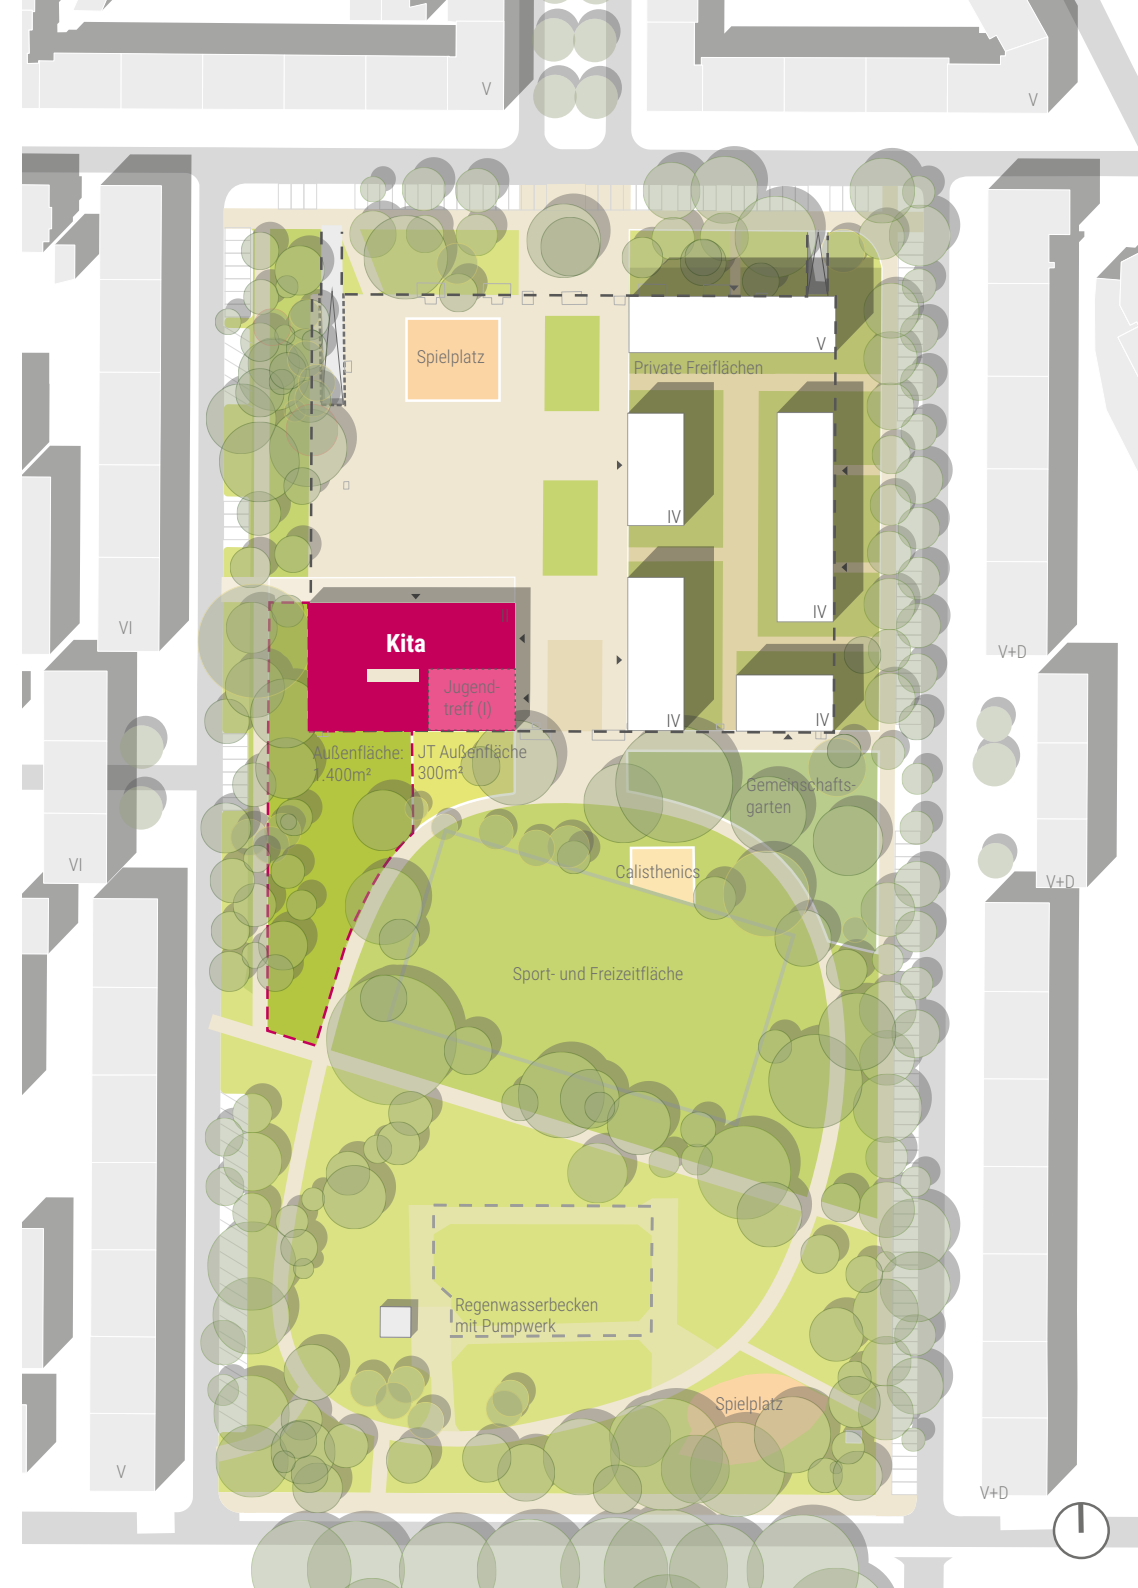 V
V
Spielplatz
V
Private Freiflächen
IV
IV
VI
II
Kita
V+D
Jugend-
treff (I)
IV
IV
Außenfläche:
1.400m²
JT Außenfläche
300m²
Gemeinschafts-
garten
VI
Calisthenics
V+D
Sport- und Freizeitfläche
Regenwasserbecken
mit Pumpwerk
Spielplatz
V
V+D